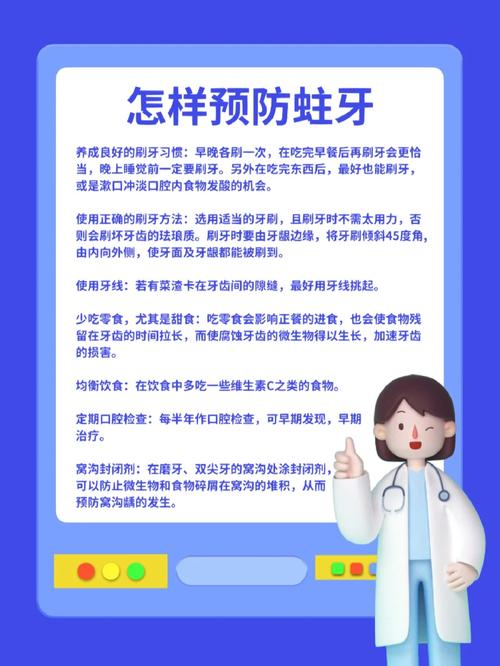 怎样预防蛀牙
养成良好的刷牙习惯：早晚各刷一次，在吃完早餐后再刷牙会更恰
当，晚上睡觉前一定要刷牙。另外在吃完东西后，最好也能刷牙，
或是漱口冲淡口腔内食物发酸的机会。
使用正确的刷牙方法：选用适当的牙刷，且刷牙时不需太用力，否
则会刷坏牙齿的珐琅质。刷牙时要由牙龈边缘，将牙刷倾斜45度角，
由内向外侧，使牙面及牙龈都能被刷到。
使用牙线：若有菜渣卡在牙齿间的隙缝，最好用牙线挑起。
少吃零食，尤其是甜食：吃零食会影响正餐的进食，也会使食物残
留在牙齿的时间拉长，而使腐蚀牙齿的微生物得以生长，加速牙齿
的损害。
均衡饮食：在饮食中多吃一些维生素C之类的食物。
定期口腔检查：每半年作口腔检查，可早期发现，早期
治疗。
窝沟封闭剂：在磨牙、双尖牙的窝沟处涂封闭剂，
可以防止微生物和食物碎屑在窝沟的堆积，从而
预防窝沟龋的发生。